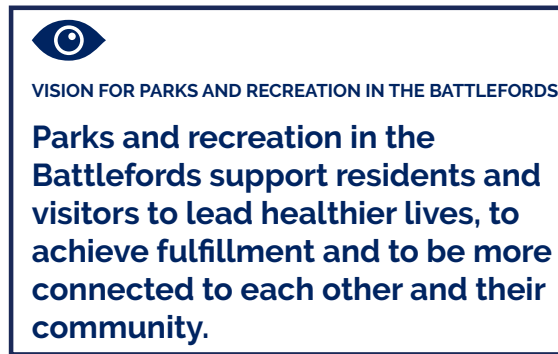 VISION FOR PARKS AND RECREATION IN THE BATTLEFORDS
Parks and recreation in the
Battlefords support residents and
visitors to lead healthier lives, to
achieve fulfillment and to be more
connected to each other and their
community.